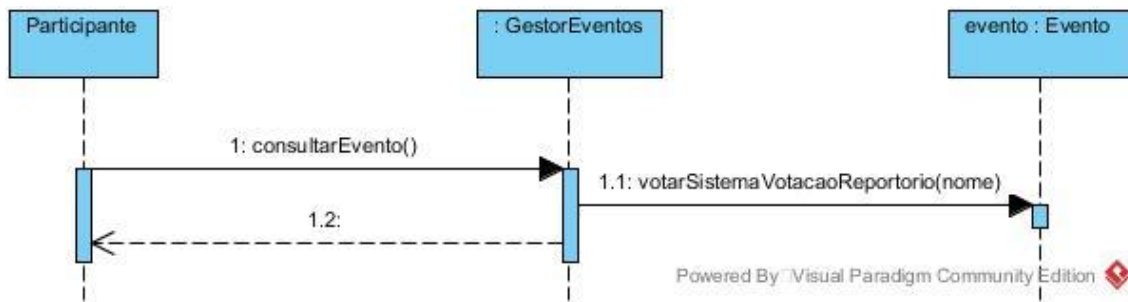 Participante
: GestorEventos
evento : Evento
1: consultarEvento()
1.1: votarSistemaVotacaoReportorio(nome)
1.2:
Powered By Visual Paradigm Community Edition